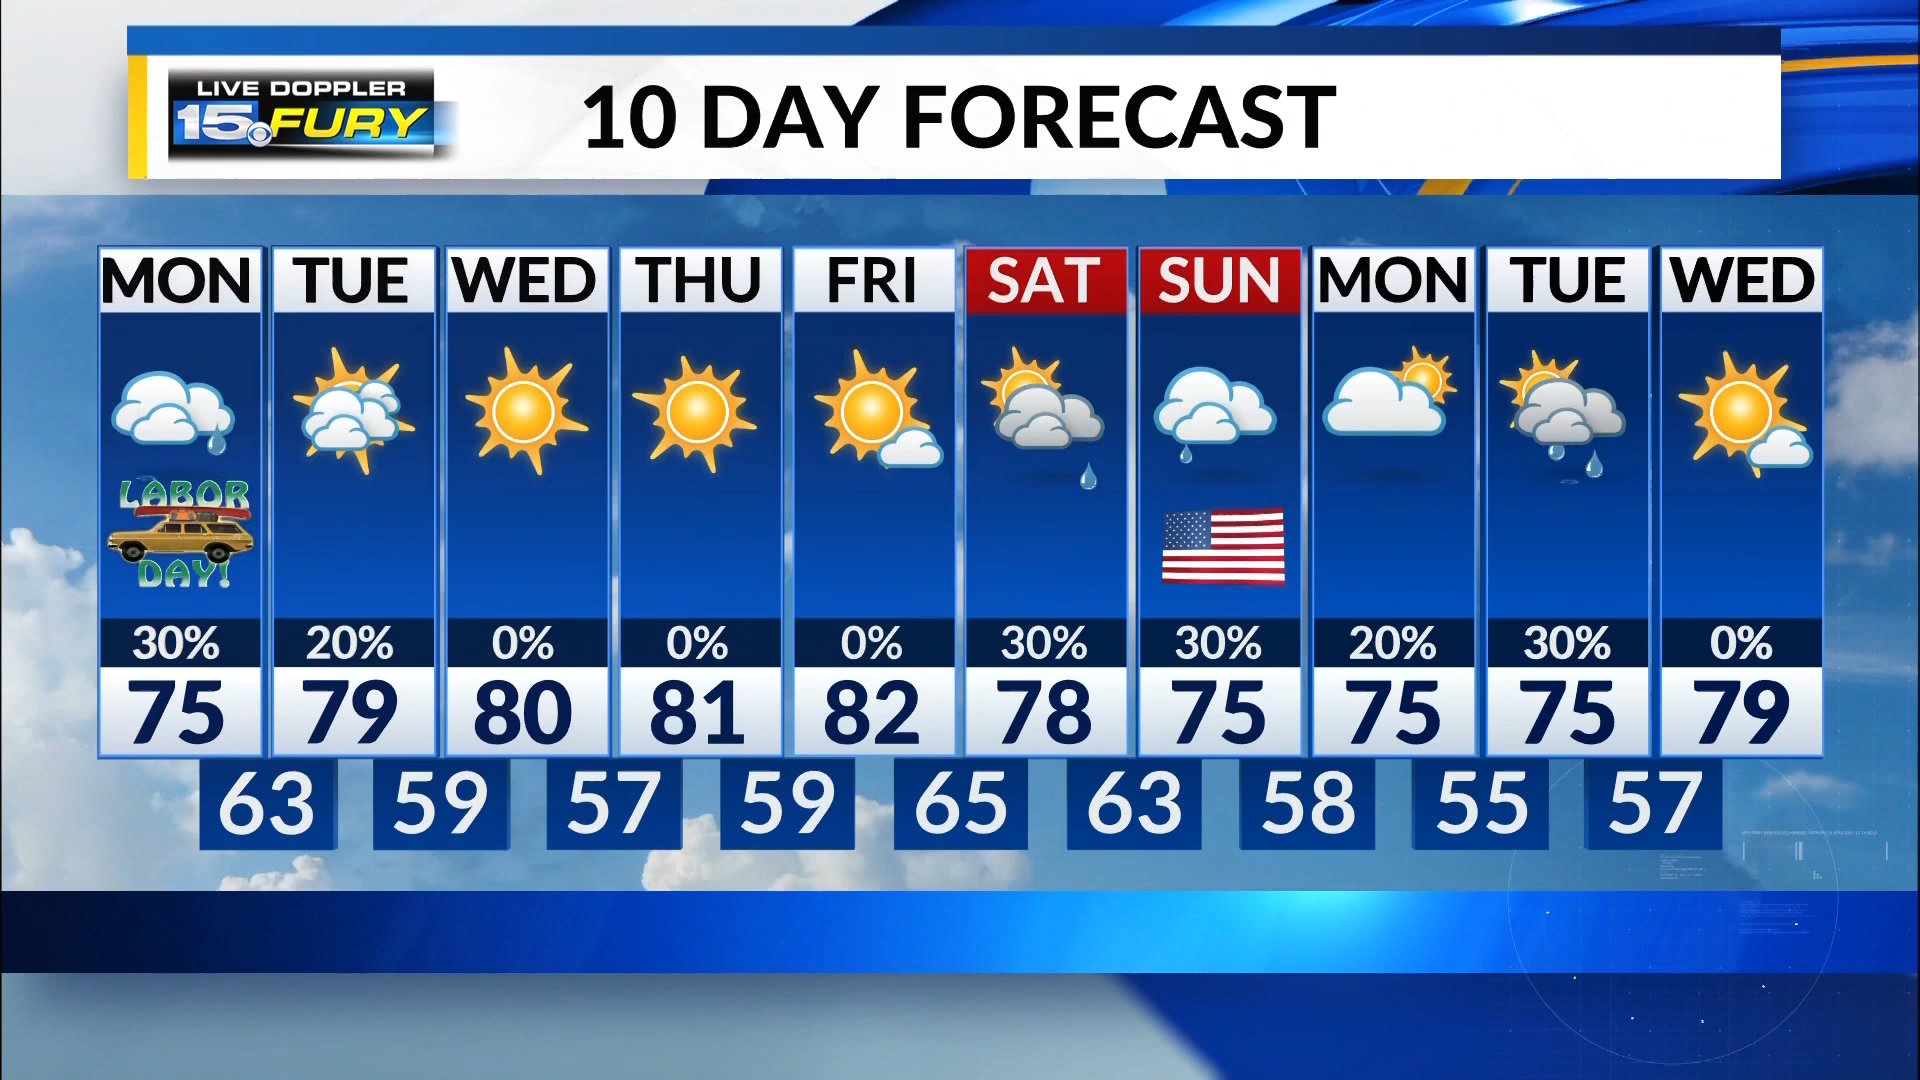 LIVE DOPPLER
15 FURY
10 DAY FORECAST
MON TUE WED THU FRI SAT SUN MON TUE WED
LABOR
DAY!
30% 20% 0% 0% 0% 30% 30% 20% 30% 0%
75 79 80 81 82 78 75 75 75 79
63 59 57 59 65 63 58 55 57